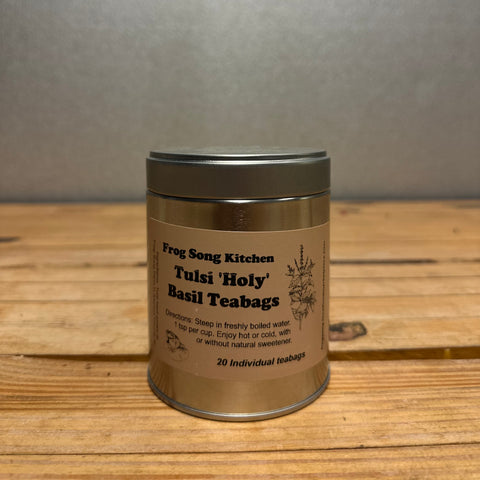 Frog Song Kitchen
Tulsi 'Holy'
Basil Teabags
Directions: Steep in freshly boiled water.
1 tsp per cup. Enjoy hot or cold, with
or without natural sweetener.
20 Individual teabags